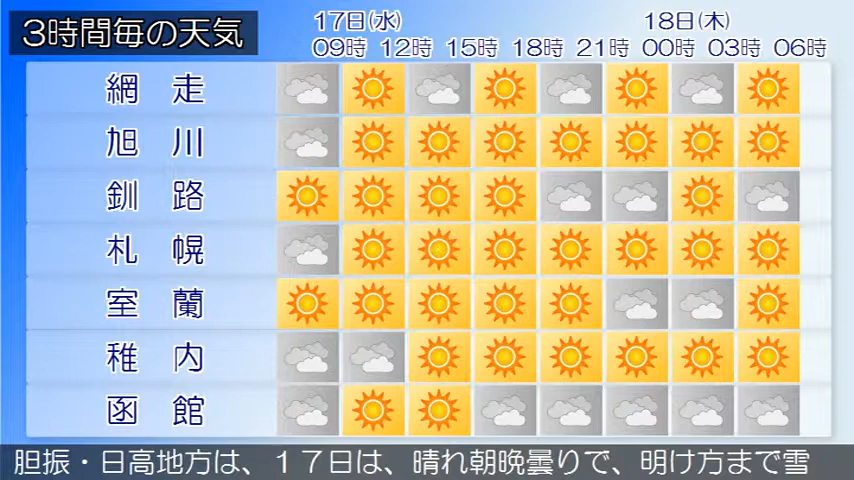 3時間毎の天気
17日(水) 18日(木)
09時 12時 15時 18時 21時 00時 03時 06時
網走
旭川
釧路
札幌
室蘭
稚内
函館
胆振・日高地方は、１７日は、晴れ朝晩曇りで、明け方まで雪